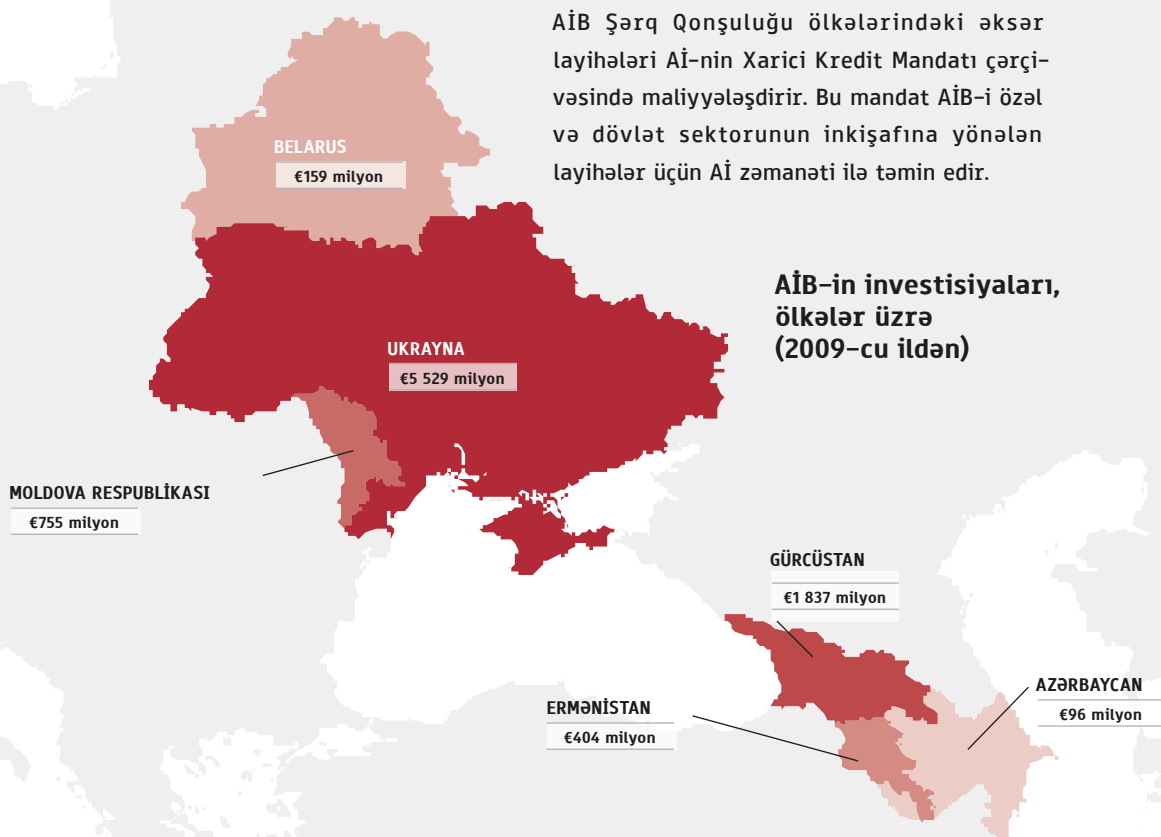 AİB Şərq Qonşuluğu ölkələrindəki əksər
layihələri Aİ-nin Xarici Kredit Mandatı çərçi-
vəsində maliyyələşdirir. Bu mandat AİB-i özəl
və dövlət sektorunun inkişafına yönələn
layihələr üçün Aİ zəmanəti ilə təmin edir.
BELARUS
€159 milyon
AİB-in investisiyaları,
ölkələr üzrə
(2009-cu ildən)
UKRAYNA
€5 529 milyon
MOLDOVA RESPUBLİKASI
€755 milyon
GÜRCÜSTAN
€1 837 milyon
ERMƏNİSTAN
€404 milyon
AZƏRBAYCAN
€96 milyon